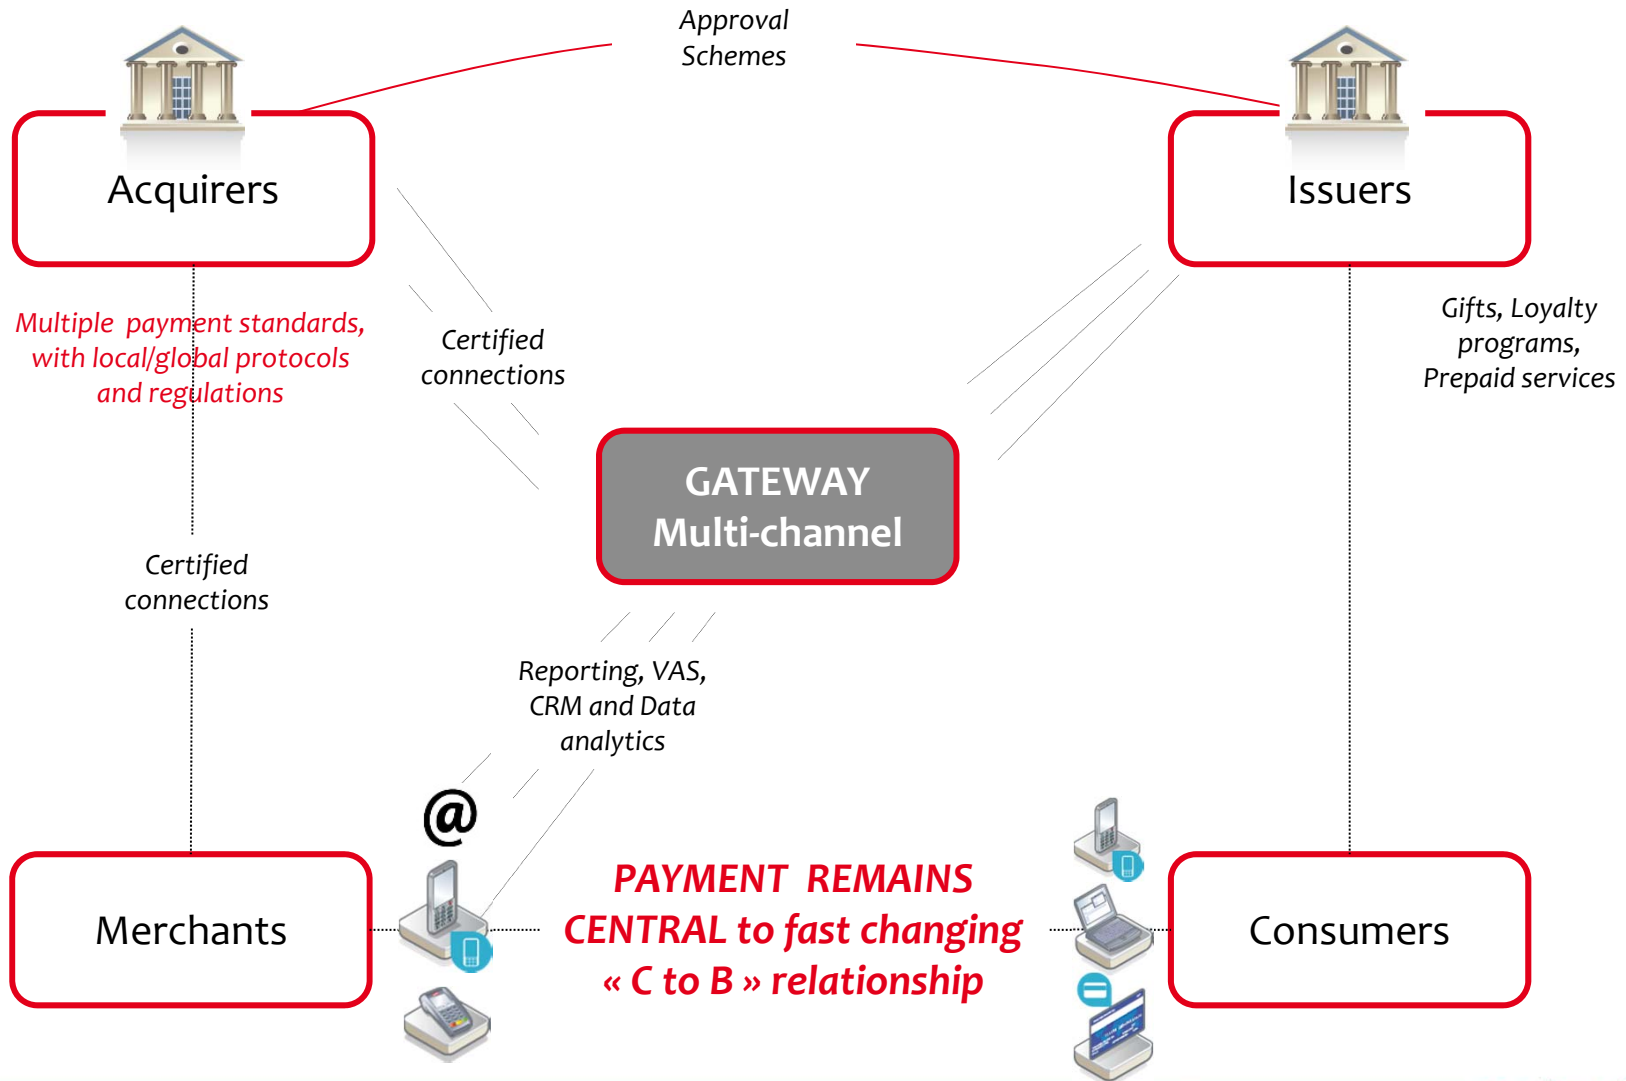 Approval
Schemes
Acquirers
Issuers
Multiple payment standards,
with local/global protocols
and regulations
Certified
connections
Gifts, Loyalty
programs,
Prepaid services
GATEWAY
Multi-channel
Certified
connections
Reporting, VAS,
CRM and Data
analytics
@
PAYMENT REMAINS
CENTRAL to fast changing
« C to B » relationship
Merchants
Consumers